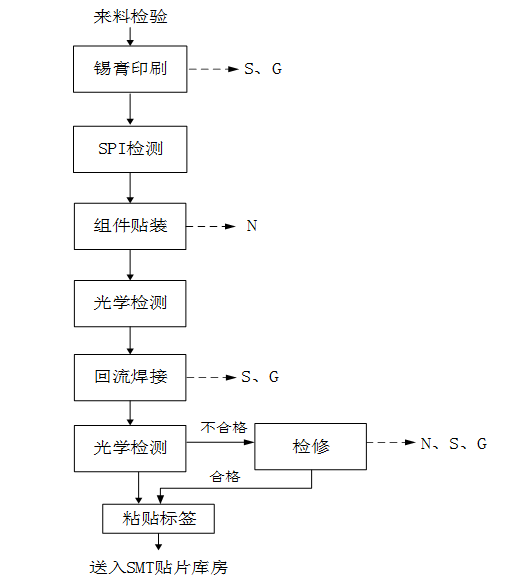 来料检验
锡膏印刷
S、G
SPI检测
组件贴装
N
光学检测
回流焊接
S、G
光学检测
不合格
检修
N、S、G
合格
粘贴标签
送入SMT贴片库房